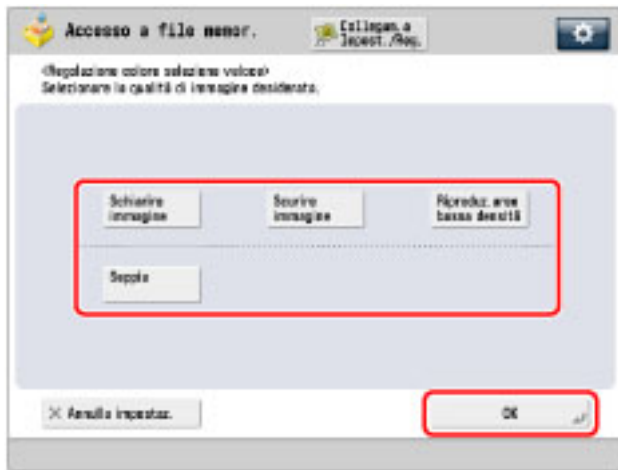 Accesso a file memor.
Collegam.a
Impost./Reg.
<Regolazione colore selezione veloce>
Selezionare la qualità di immagine desiderata.
Schiarire
immagine
Scurire
immagine
Riproduz.area
bassa densità
Seppia
Annulla impostaz.
OK